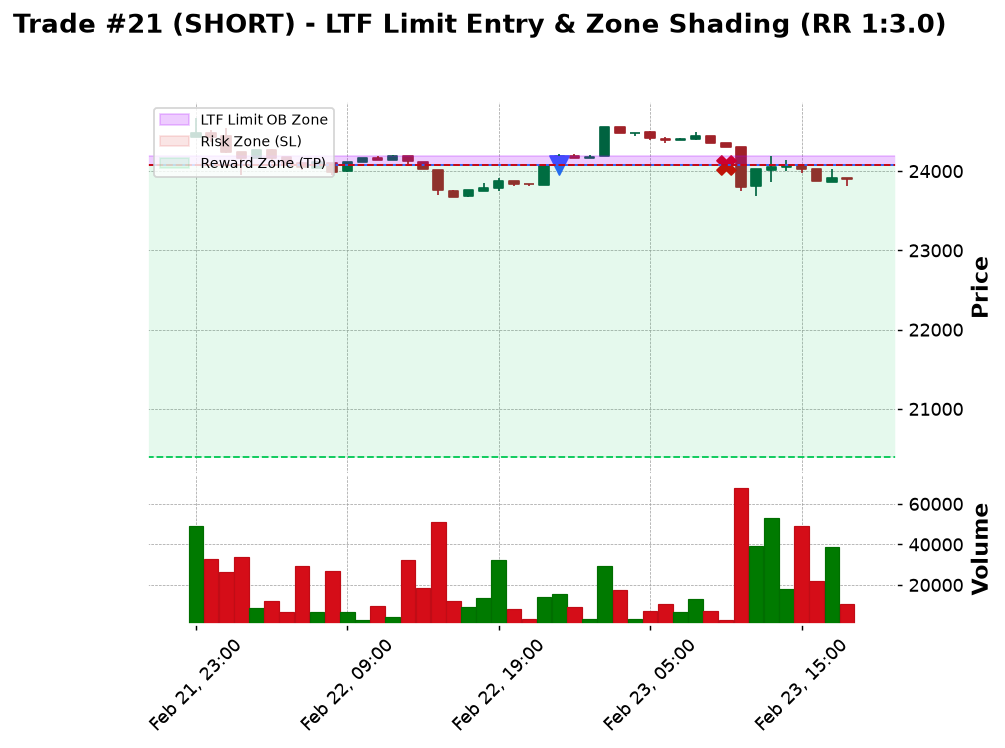 Trade #21 (SHORT) - LTF Limit Entry & Zone Shading (RR 1:3.0)
LTF Limit OB Zone
Risk Zone (SL)
Reward Zone (TP)
24000
23000
22000
21000
Price
60000
40000
20000
Volume
Feb 21, 23:00
Feb 22, 09:00
Feb 22, 19:00
Feb 23, 05:00
Feb 23, 15:00